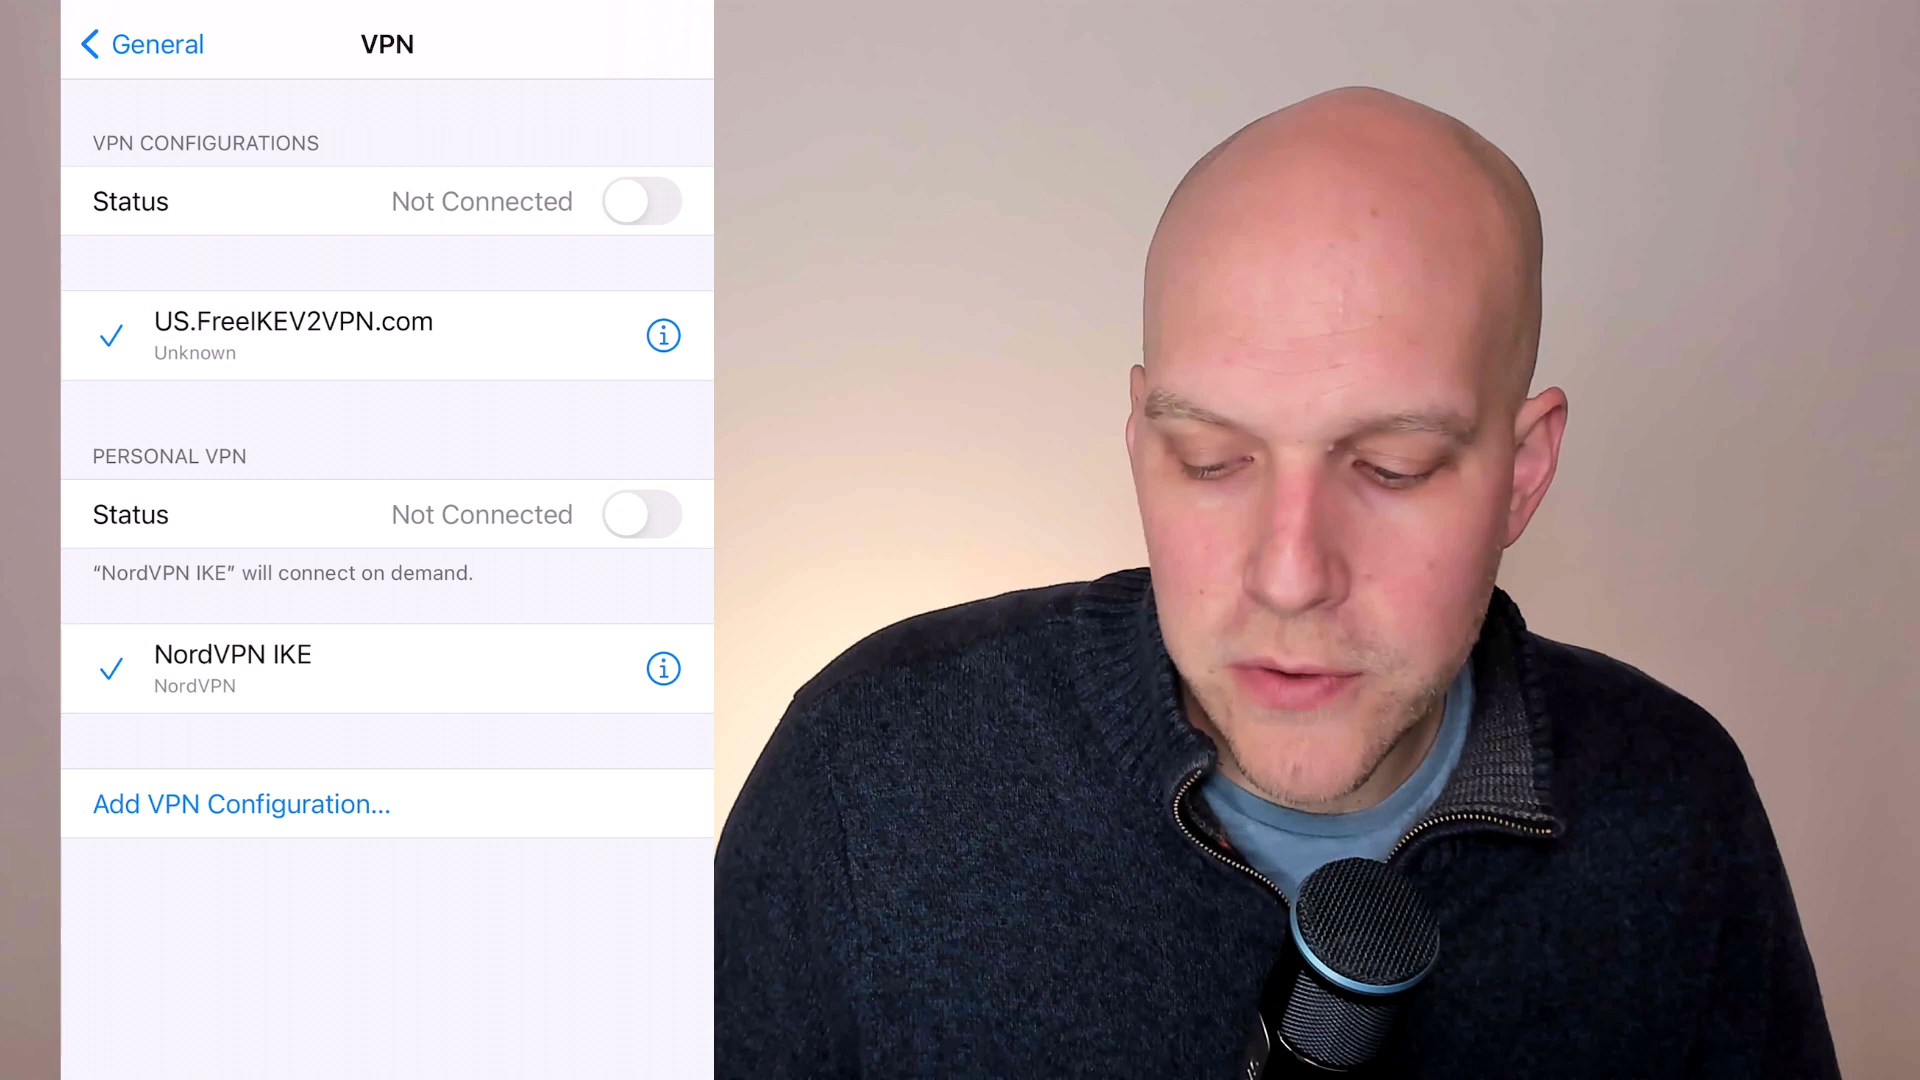 General
VPN
VPN CONFIGURATIONS
Status Not Connected
US.FreeIKEV2VPN.com
Unknown
PERSONAL VPN
Status Not Connected
“NordVPN IKE” will connect on demand.
NordVPN IKE
NordVPN
Add VPN Configuration...